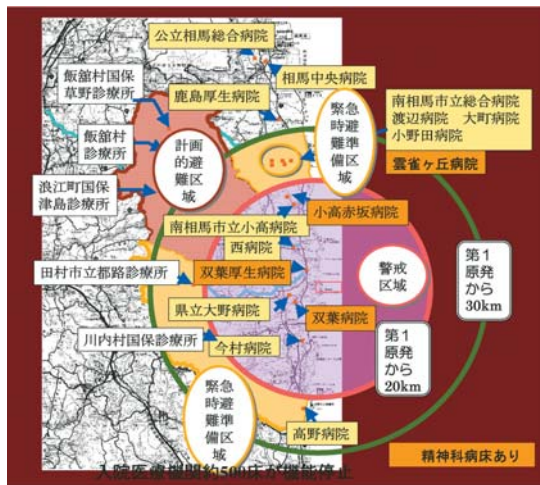 公立相馬総合病院
相馬中央病院
飯舘村国保
草野診療所
鹿島厚生病院
緊急
時避
難準
備区
域
南相馬市立総合病院
渡辺病院 大町病院
小野田病院
飯舘村
診療所
計画
的避
難区
域
雲雀ヶ丘病院
浪江町国保
津島診療所
小高赤坂病院
南相馬市立小高病院
西病院
田村市立都路診療所
双葉厚生病院
警戒
区域
第1
原発
から
30km
県立大野病院
双葉病院
川内村国保診療所
今村病院
第1
原発
から
20km
緊急
時避
難準
備区
域
高野病院
精神科病床あり
入院医療機関約500床が機能停止